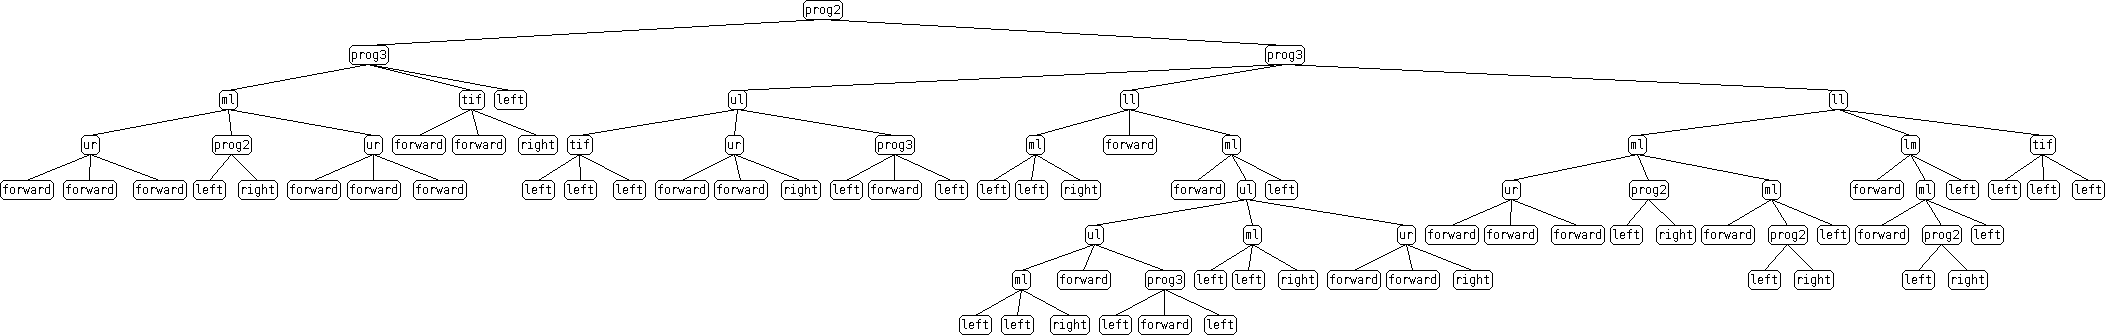 prog2
prog3 prog3
ml tif left ul ll ll
ur prog2 ur forward forward right tif ur prog3 ml forward ml ml lm tif
forward forward forward left right forward forward forward left left left forward forward right left forward left left left right forward ul left ur prog2 ml forward ml left left left left
ul ml ur forward forward forward left right forward prog2 left forward prog2 left
ml forward prog3 left left right forward forward right left right left right
left left right left forward left